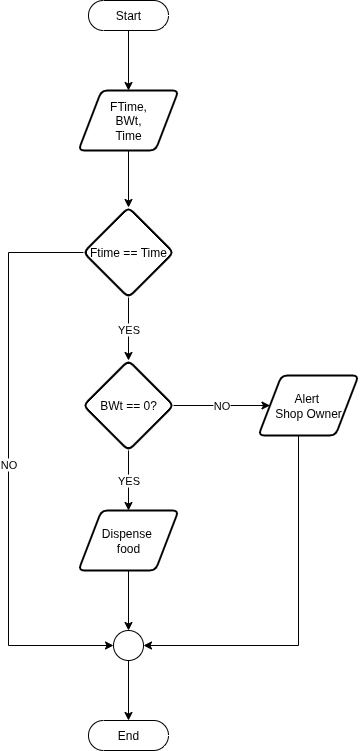 Start
FTime,
BWt,
Time
Ftime == Time
YES
BWt == 0?
NO
Alert
Shop Owner
NO
YES
Dispense
food
End